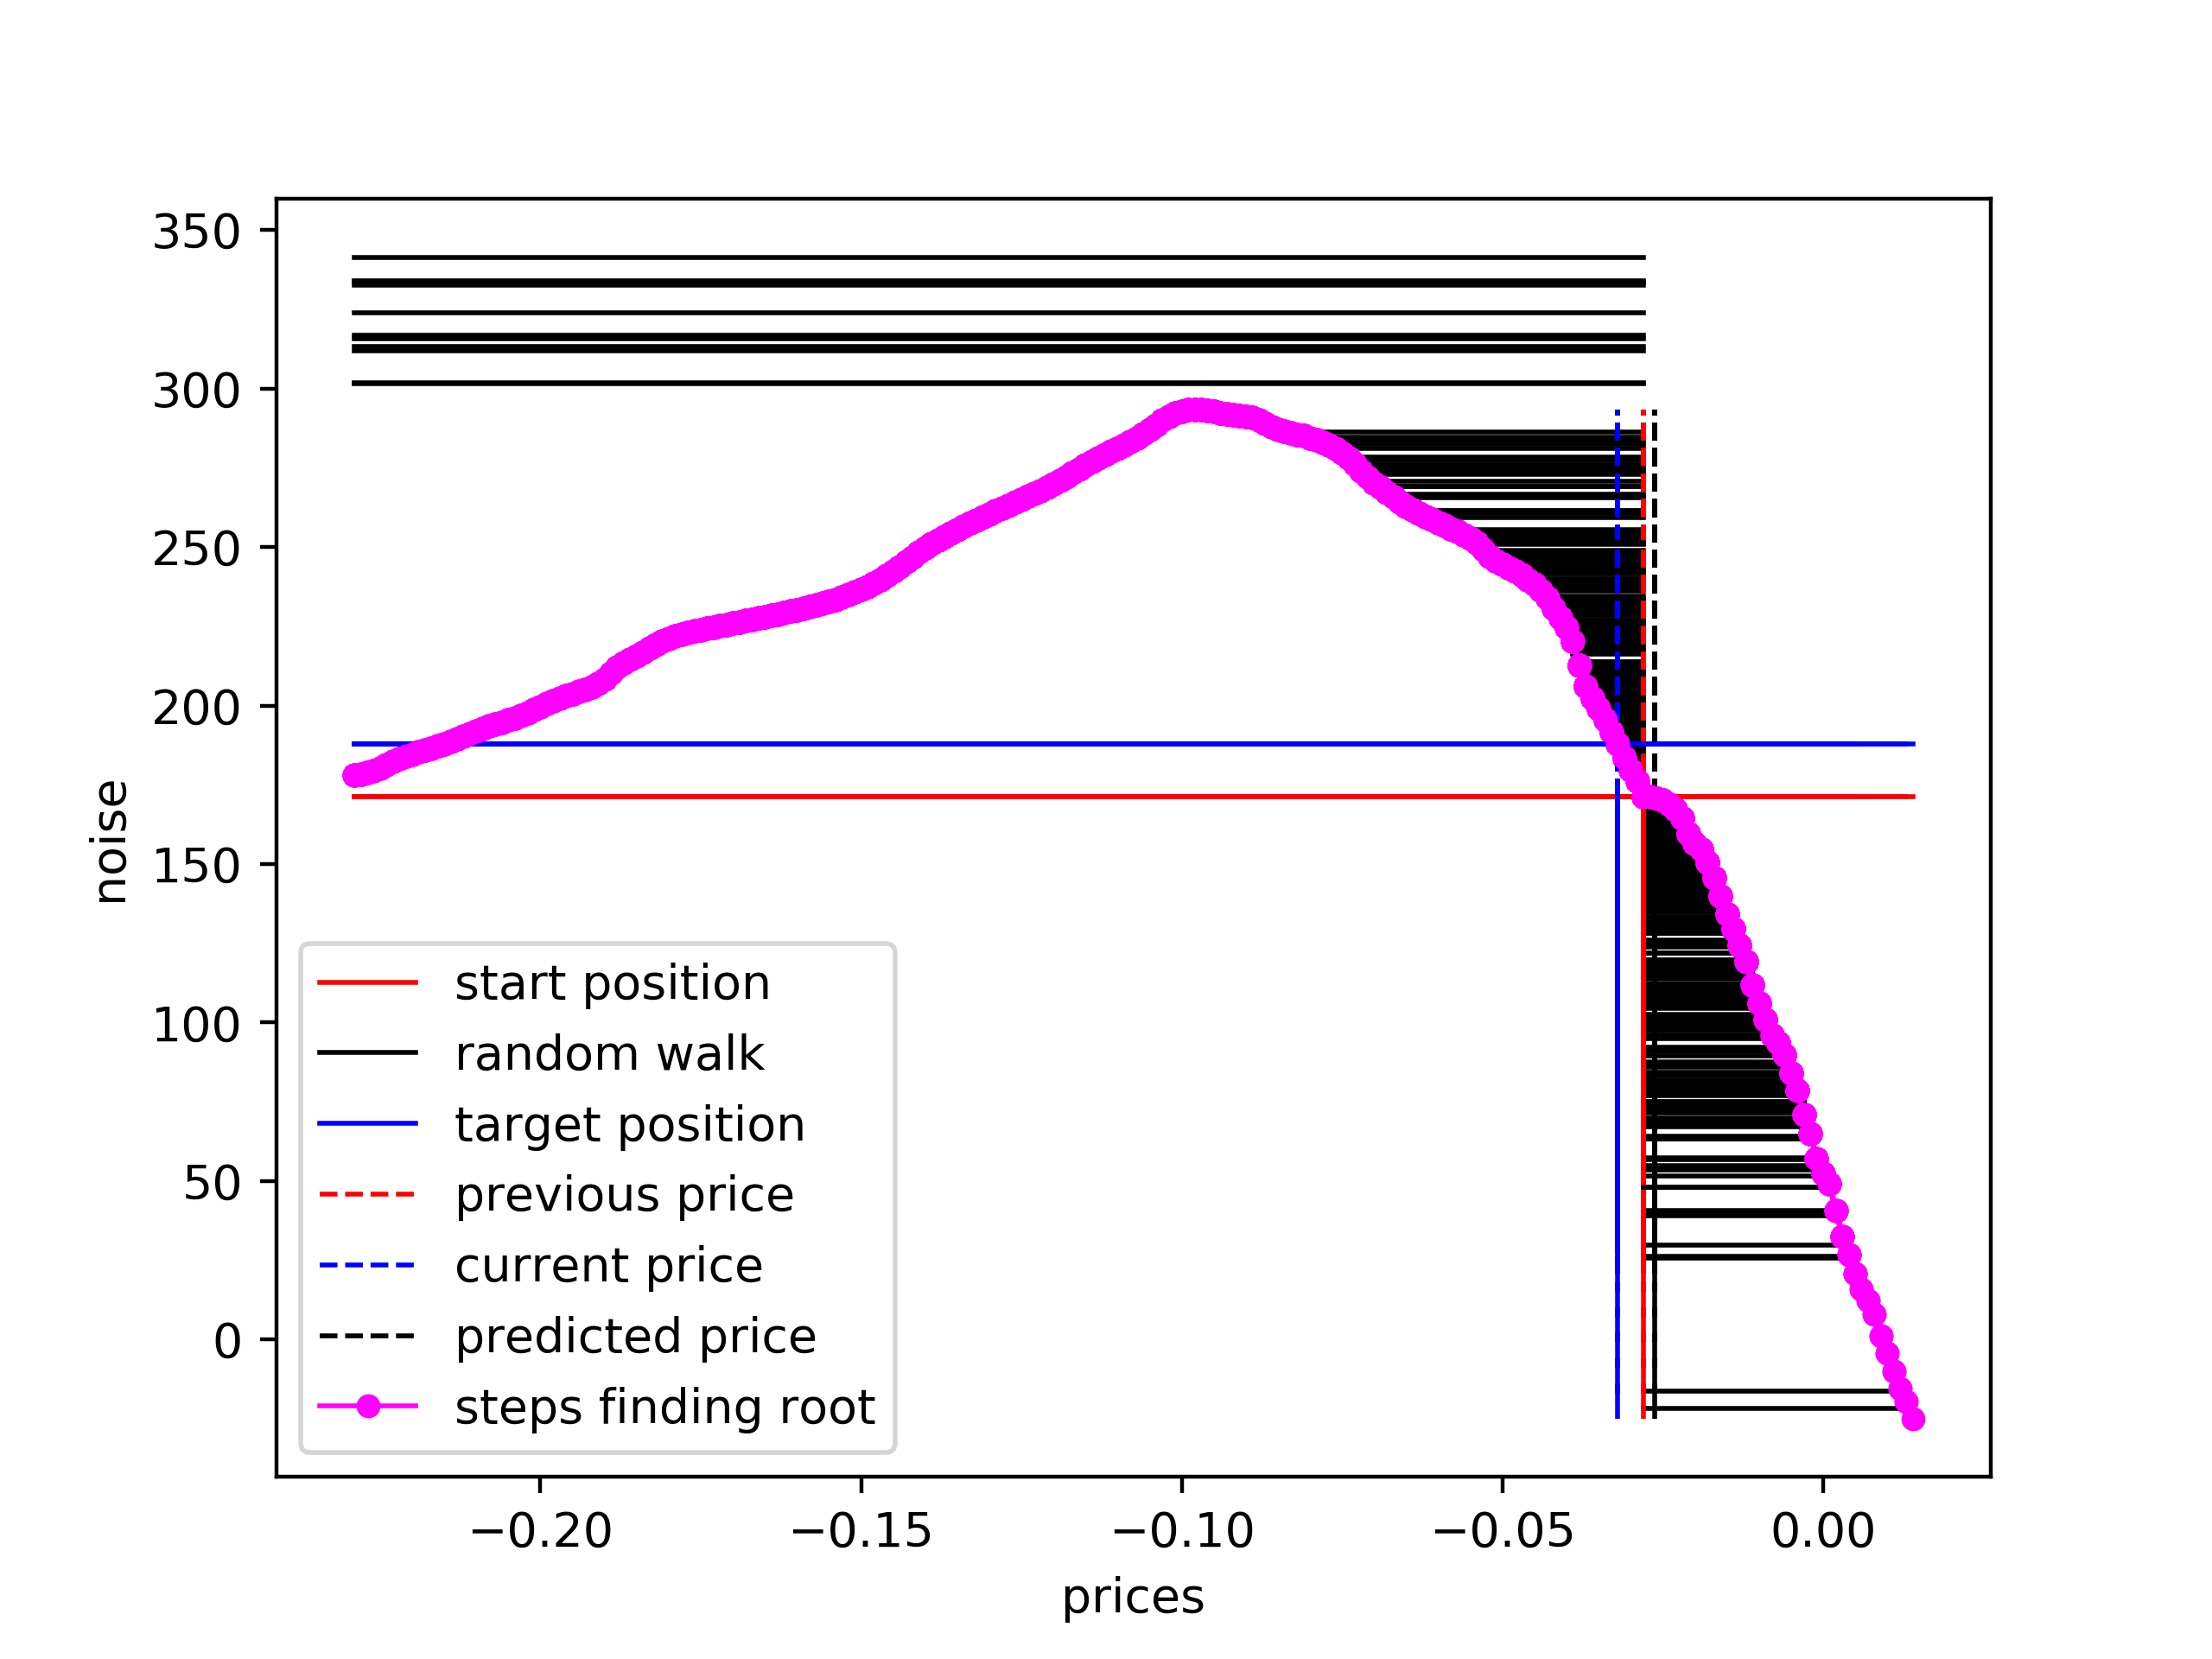 350
300
250
200
150
100
50
0
noise
start position
random walk
target position
previous price
current price
predicted price
steps finding root
−0.20 −0.15 −0.10 −0.05 0.00
prices